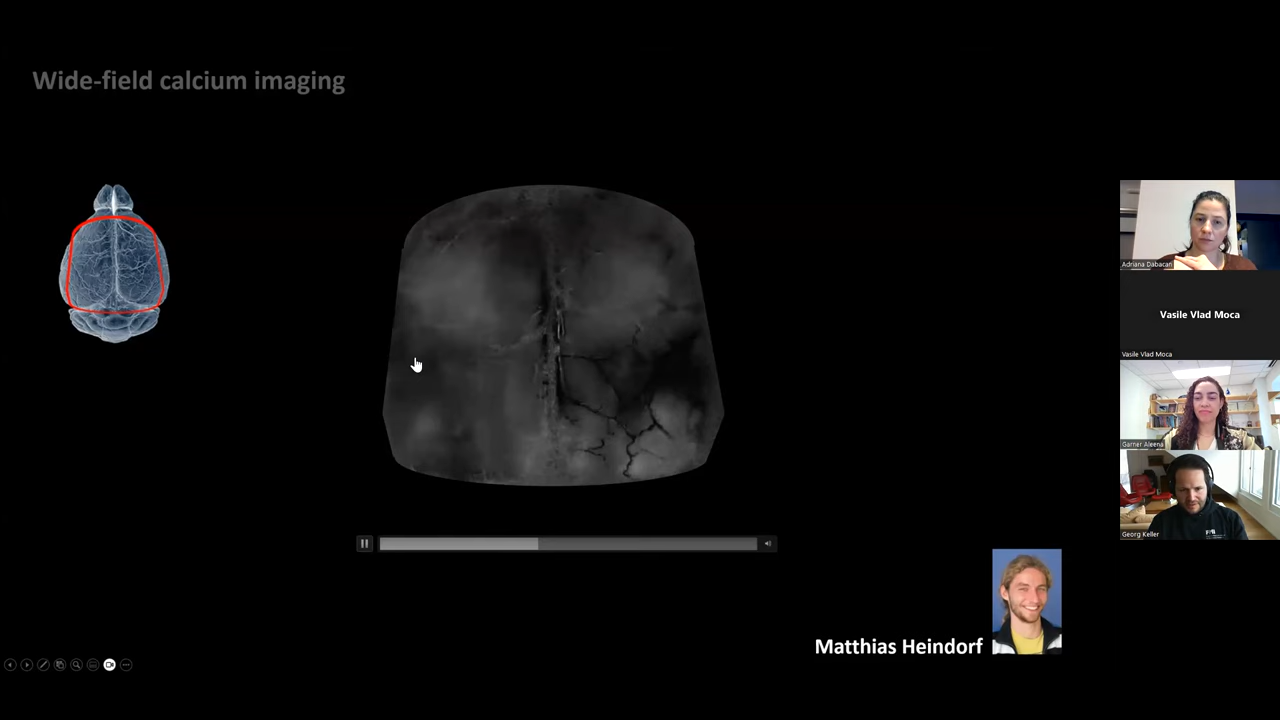 Wide-field calcium imaging
Adriana Dabacan
Vasile Vlad Moca
Vasile Vlad Moca
Garner Aleena
Georg Keller
Matthias Heindorf